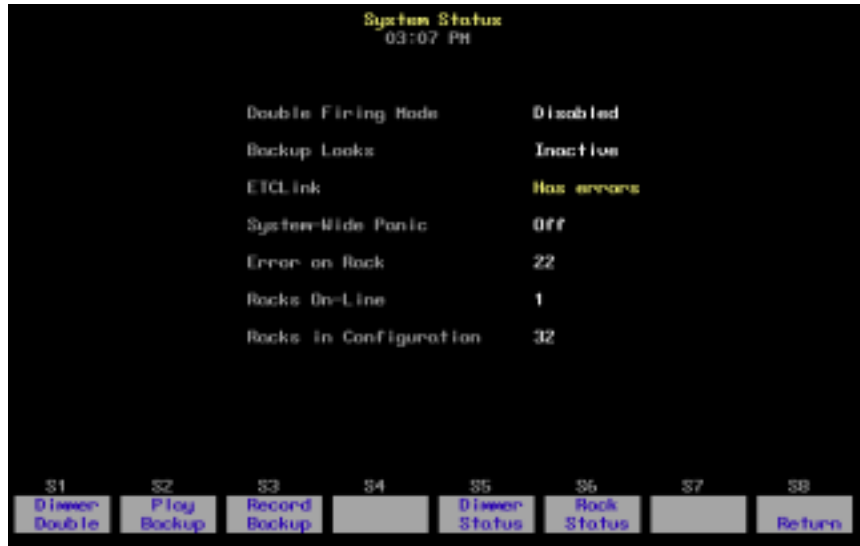 System Status
03:07 PM
Double Firing Mode Disabled
Backup Looks Inactive
ETCLink Has errors
System-Wide Panic Off
Error on Rack 22
Racks On-Line 1
Racks in Configuration 32
S1 S2 S3 S4 S5 S6 S7 S8
Dimmer Play Record Dimmer Rack
Double Backup Backup Status Status Return